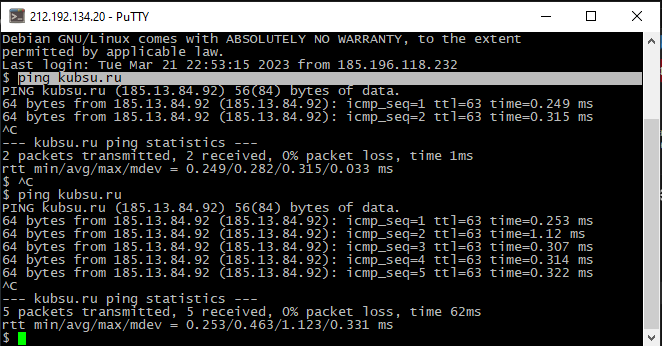 212.192.134.20 - PuTTY
Debian GNU/Linux comes with ABSOLUTELY NO WARRANTY, to the extent
permitted by applicable law.
Last login: Tue Mar 21 22:53:15 2023 from 185.196.118.232
$ ping kubsu.ru
PING kubsu.ru (185.13.84.92) 56(84) bytes of data.
64 bytes from 185.13.84.92 (185.13.84.92): icmp_seq=1 ttl=63 time=0.249 ms
64 bytes from 185.13.84.92 (185.13.84.92): icmp_seq=2 ttl=63 time=0.315 ms
^C
--- kubsu.ru ping statistics ---
2 packets transmitted, 2 received, 0% packet loss, time 1ms
rtt min/avg/max/mdev = 0.249/0.282/0.315/0.033 ms
$ ^C
$ ping kubsu.ru
PING kubsu.ru (185.13.84.92) 56(84) bytes of data.
64 bytes from 185.13.84.92 (185.13.84.92): icmp_seq=1 ttl=63 time=0.253 ms
64 bytes from 185.13.84.92 (185.13.84.92): icmp_seq=2 ttl=63 time=1.12 ms
64 bytes from 185.13.84.92 (185.13.84.92): icmp_seq=3 ttl=63 time=0.307 ms
64 bytes from 185.13.84.92 (185.13.84.92): icmp_seq=4 ttl=63 time=0.314 ms
64 bytes from 185.13.84.92 (185.13.84.92): icmp_seq=5 ttl=63 time=0.322 ms
^C
--- kubsu.ru ping statistics ---
5 packets transmitted, 5 received, 0% packet loss, time 62ms
rtt min/avg/max/mdev = 0.253/0.463/1.123/0.331 ms
$